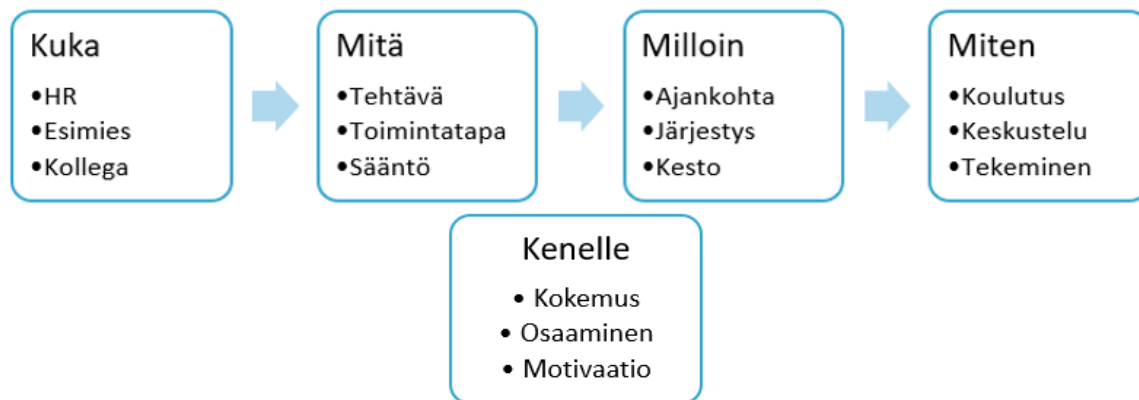 Kuka
•HR
•Esimies
•Kollega
Mitä
•Tehtävä
•Toimintatapa
•Sääntö
Milloin
•Ajankohta
•Järjestys
•Kesto
Miten
•Koulutus
•Keskustelu
•Tekeminen
Kenelle
• Kokemus
• Osaaminen
• Motivaatio